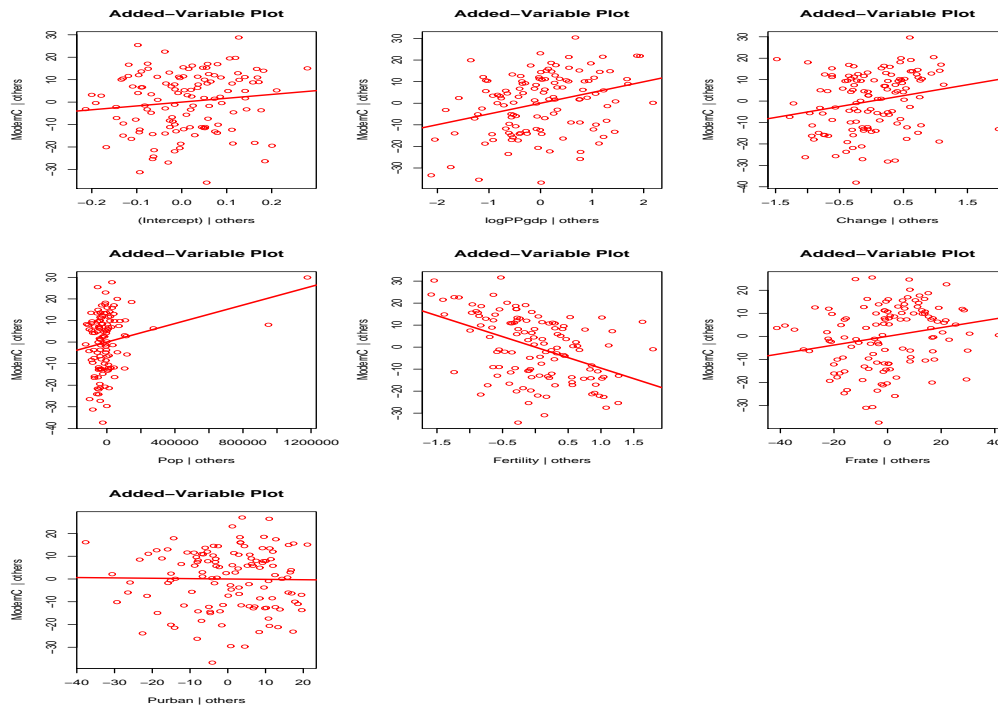 Added−Variable Plot
ModernC | others
30
20
10
0
−10
−30
−0.2 −0.1 0.0 0.1 0.2
(Intercept) | others
Added−Variable Plot
ModernC | others
30
20
10
0
−10
−30
−2 −1 0 1 2
logPPgdp | others
Added−Variable Plot
ModernC | others
30
20
10
0
−10
−20
−40
−1.5 −0.5 0.5 1.5
Change | others
Added−Variable Plot
ModernC | others
30
20
10
0
−10
−20
−40
0 400000 800000 1200000
Pop | others
Added−Variable Plot
ModernC | others
30
20
10
0
−10
−30
−1.5 −0.5 0.5 1.0 1.5
Fertility | others
Added−Variable Plot
ModernC | others
20
10
0
−10
−30
−40 −20 0 20 40
Frate | others
Added−Variable Plot
ModernC | others
20
10
0
−10
−30
−40 −30 −20 −10 0 10 20
Purban | others